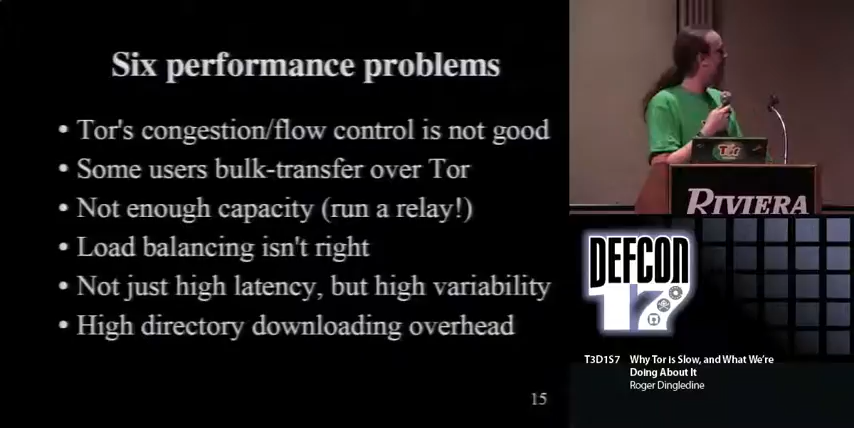 Six performance problems
• Tor's congestion/flow control is not good
• Some users bulk-transfer over Tor
• Not enough capacity (run a relay!)
• Load balancing isn't right
• Not just high latency, but high variability
• High directory downloading overhead
15
Tor
RIVIERA
DEFCON
17
T3D1S7 Why Tor is Slow, and What We're
Doing About It
Roger Dingledine